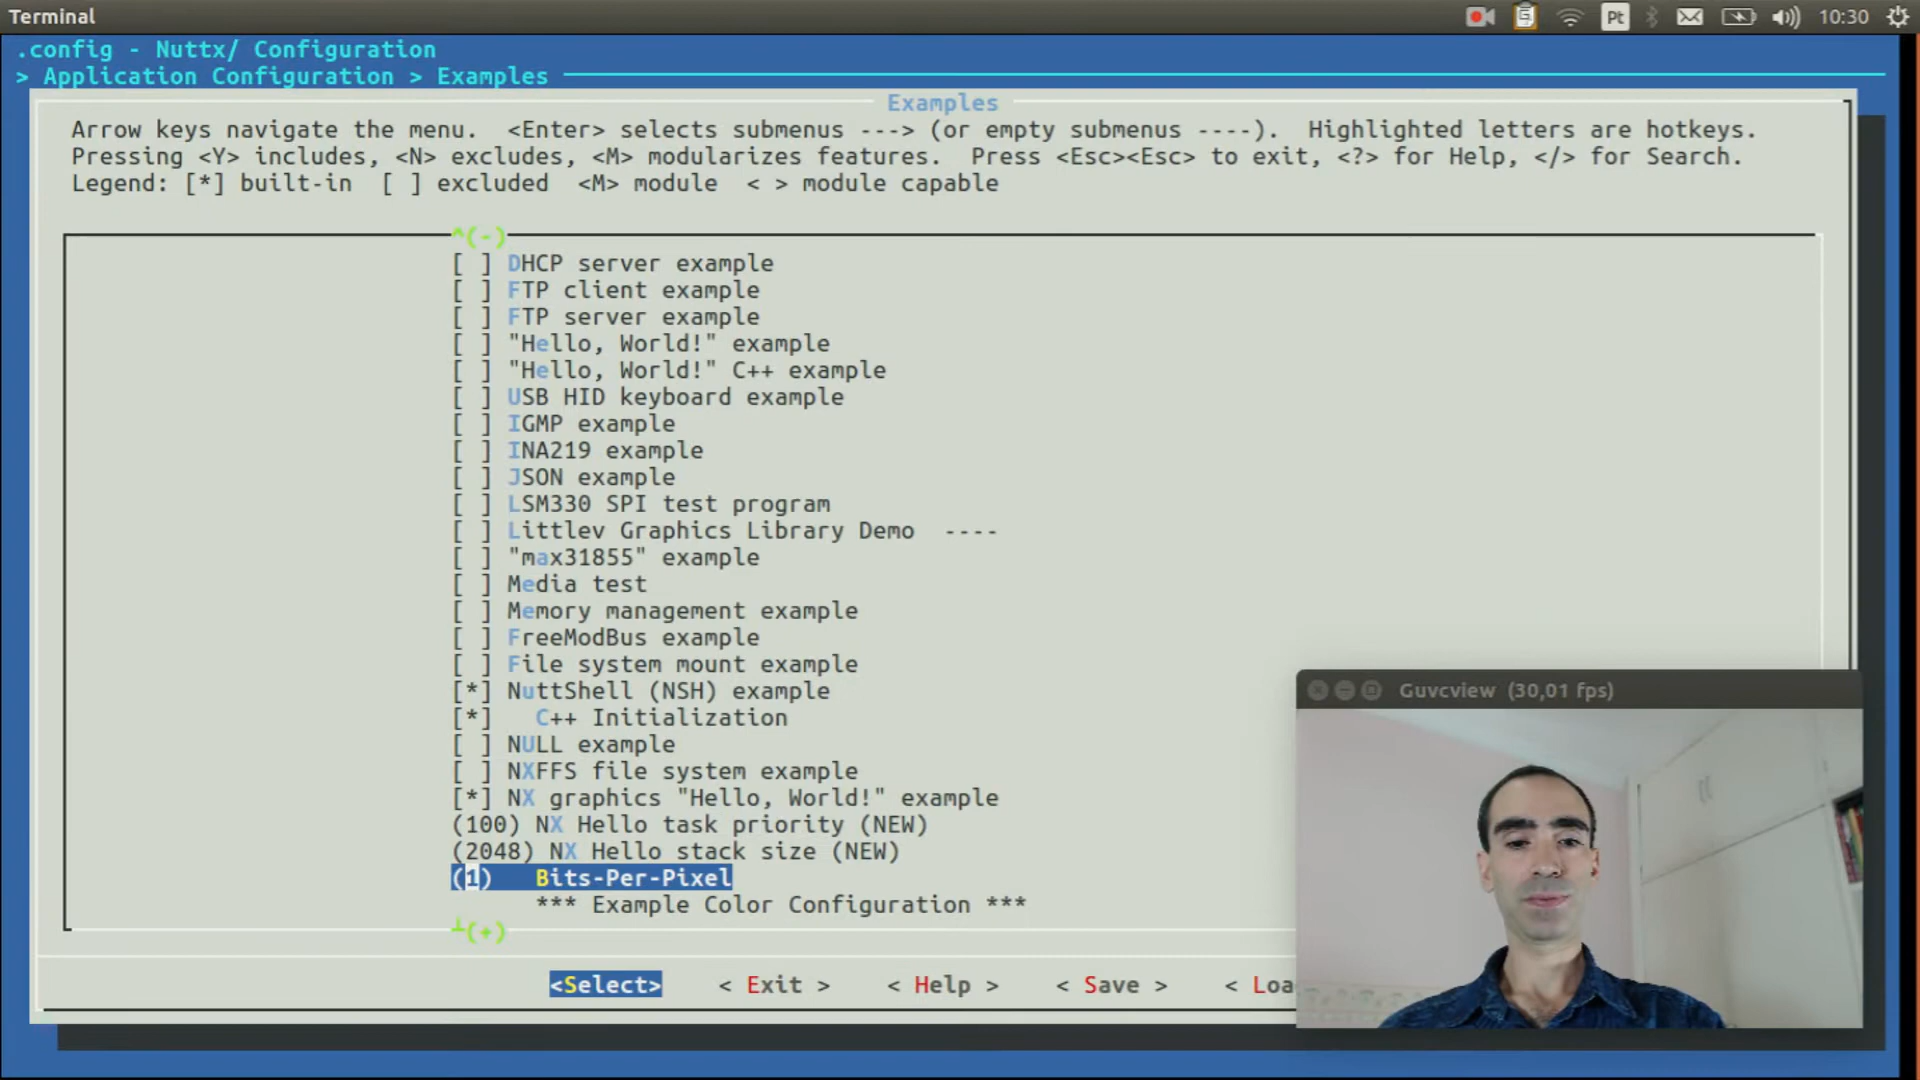 Terminal
Pt
10:30
.config - Nuttx/ Configuration
> Application Configuration > Examples
Examples
Arrow keys navigate the menu.  <Enter> selects submenus ---> (or empty submenus ----).  Highlighted letters are hotkeys.
Pressing <Y> includes, <N> excludes, <M> modularizes features.  Press <Esc><Esc> to exit, <?> for Help, </> for Search.
Legend: [*] built-in  [ ] excluded  <M> module  < > module capable
^(-)
[ ] DHCP server example
[ ] FTP client example
[ ] FTP server example
[ ] "Hello, World!" example
[ ] "Hello, World!" C++ example
[ ] USB HID keyboard example
[ ] IGMP example
[ ] INA219 example
[ ] JSON example
[ ] LSM330 SPI test program
[ ] Littlev Graphics Library Demo  ----
[ ] "max31855" example
[ ] Media test
[ ] Memory management example
[ ] FreeModBus example
[ ] File system mount example
[*] NuttShell (NSH) example
[*]   C++ Initialization
[ ] NULL example
[ ] NXFFS file system example
[*] NX graphics "Hello, World!" example
(100) NX Hello task priority (NEW)
(2048) NX Hello stack size (NEW)
(1)   Bits-Per-Pixel
*** Example Color Configuration ***
┴(+)
Guvcview (30,01 fps)
<Select>    < Exit >    < Help >    < Save >    < Loa